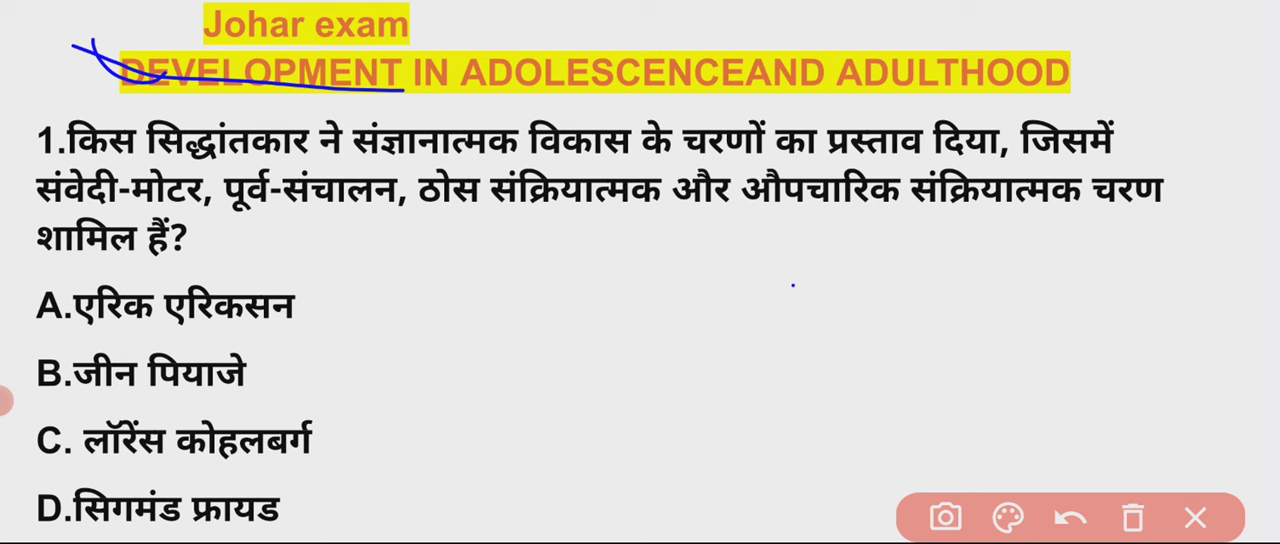 Johar exam
DEVELOPMENT IN ADOLESCENCEAND ADULTHOOD
1.किस सिद्धांतकार ने संज्ञानात्मक विकास के चरणों का प्रस्ताव दिया, जिसमें
संवेदी-मोटर, पूर्व-संचालन, ठोस संक्रियात्मक और औपचारिक संक्रियात्मक चरण
शामिल हैं?
A.एरिक एरिकसन
B.जीन पियाजे
C. लॉरेंस कोहलबर्ग
D.सिगमंड फ्रायड